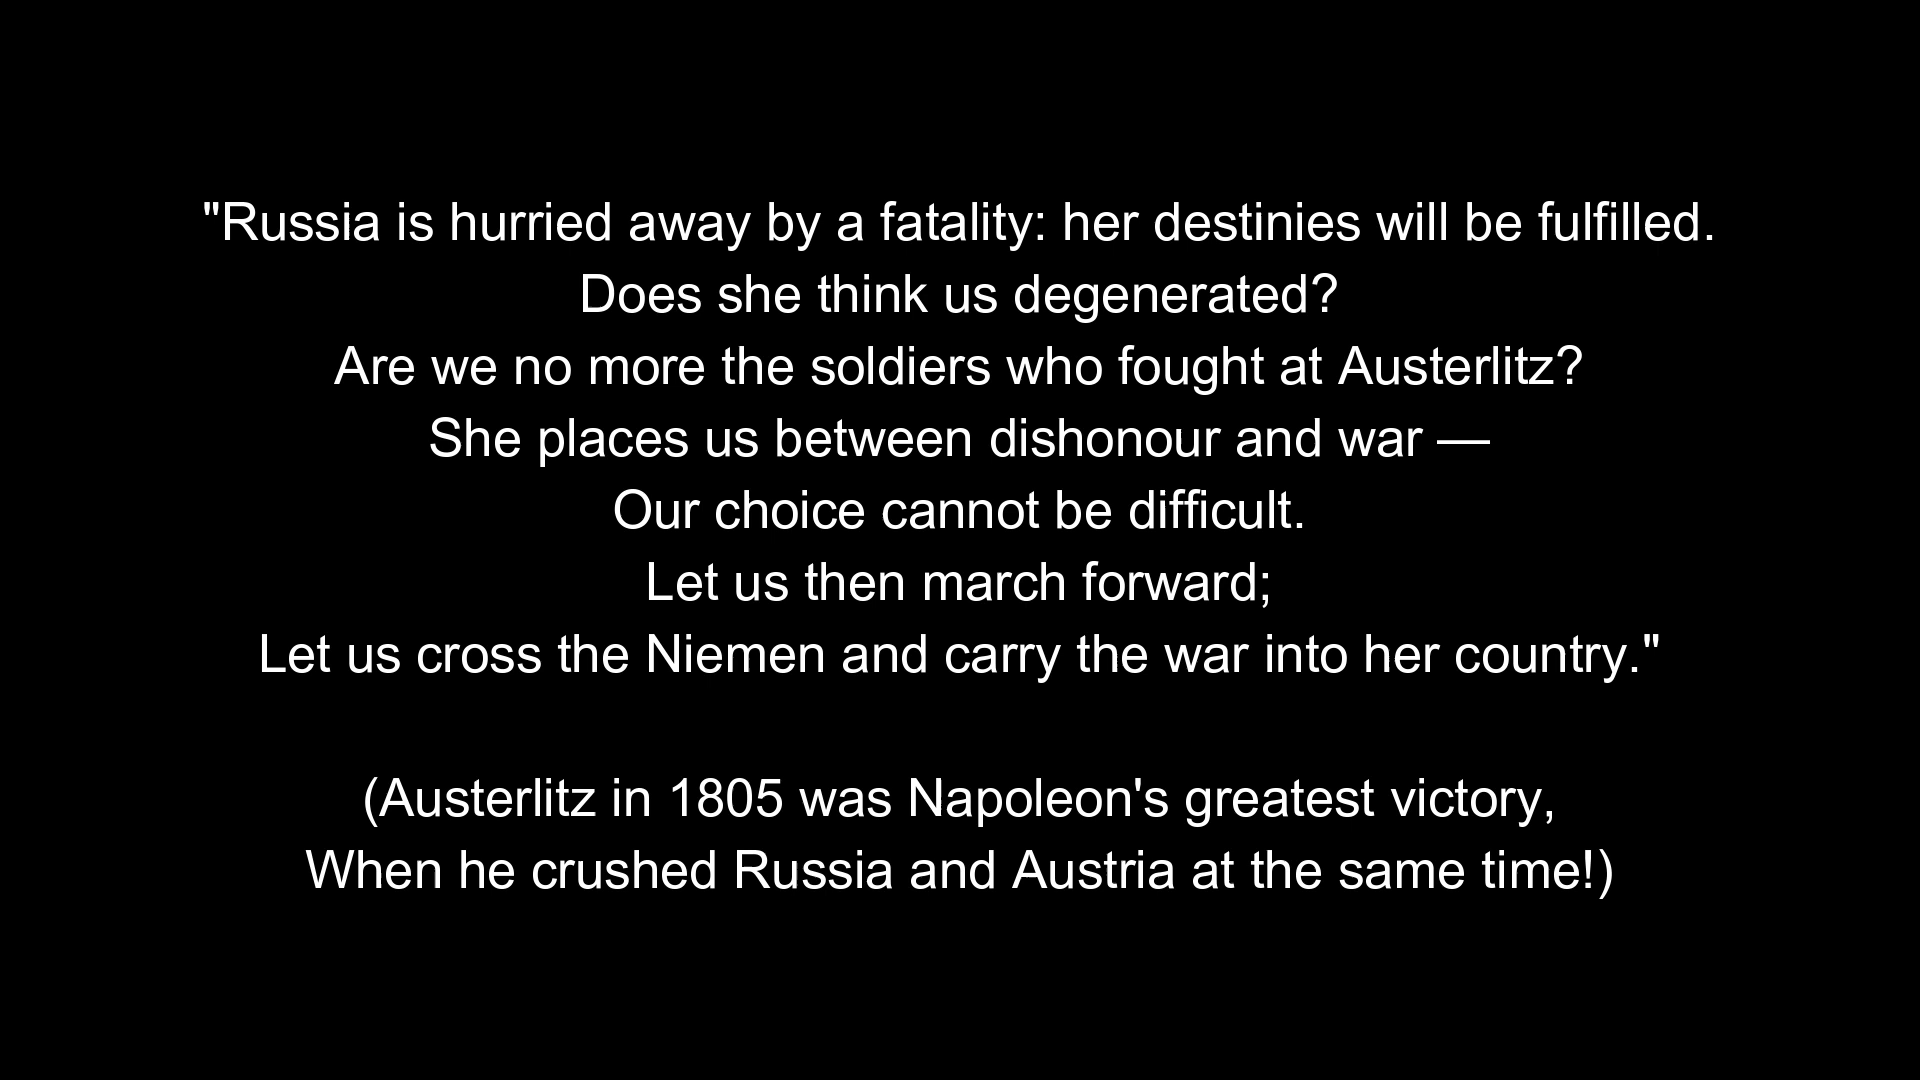 "Russia is hurried away by a fatality: her destinies will be fulfilled.
Does she think us degenerated?
Are we no more the soldiers who fought at Austerlitz?
She places us between dishonour and war —
Our choice cannot be difficult.
Let us then march forward;
Let us cross the Niemen and carry the war into her country."
(Austerlitz in 1805 was Napoleon's greatest victory,
When he crushed Russia and Austria at the same time!)